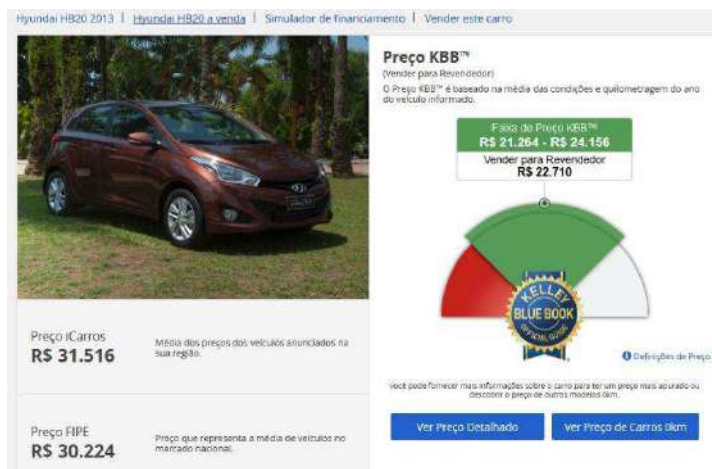 Hyundai HB20 2013 | Hyundai HB20 a venda | Simulador de financiamento | Vender este carro
Preço KBB™
(Vender para Revendedor)
O Preço KBB™ é baseado na média das condições e quilometragem do ano
do veículo informado.
Faixa de Preço KBB™
R$ 21.264 - R$ 24.156
Vender para Revendedor
R$ 22.710
KELLEY
BLUE BOOK
OFFICIAL GUIDE
Definições de Preço
você pode fornecer mais informações sobre o carro para ter um preço mais apurado ou
descobrir o preço de outros modelos 0km.
Ver Preço Detalhado
Ver Preço de Carros 0km
Preço iCarros
R$ 31.516
Média dos preços dos veículos anunciados na
sua região.
Preço FIPE
R$ 30.224
Preço que representa a média de veículos no
mercado nacional.